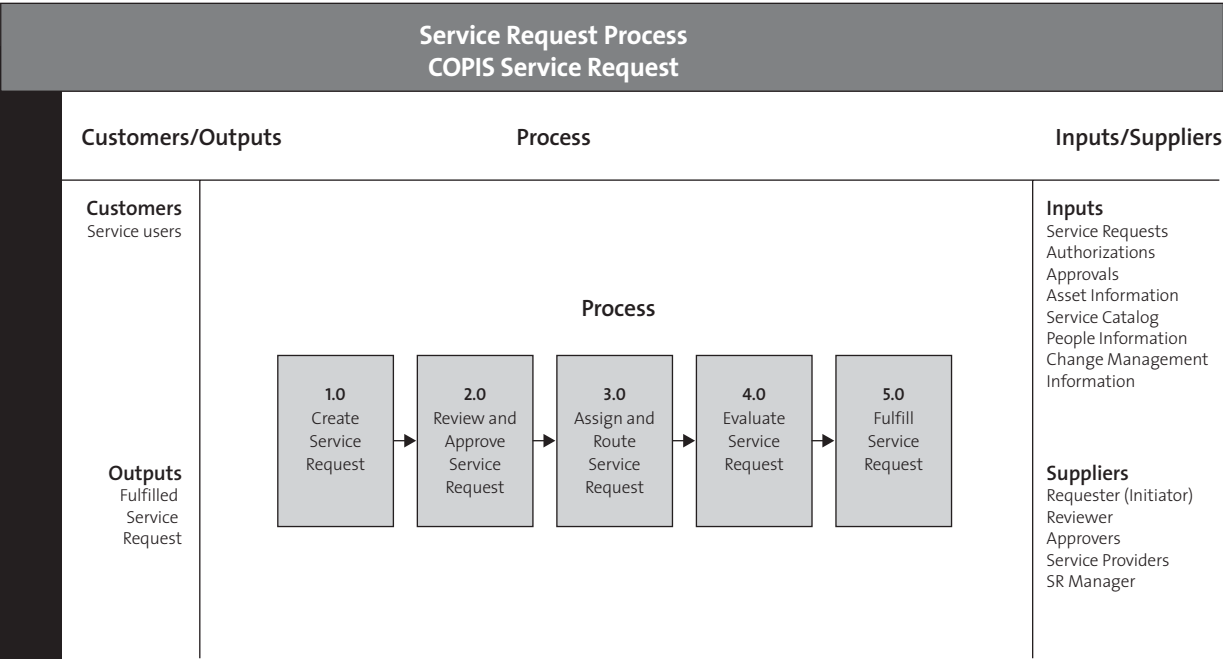 Service Request Process
COPIS Service Request
Customers/Outputs
Process
Inputs/Suppliers
Customers
Service users
Outputs
Fulfilled
Service
Request
Process
1.0
Create
Service
Request
2.0
Review and
Approve
Service
Request
3.0
Assign and
Route
Service
Request
4.0
Evaluate
Service
Request
5.0
Fulfill
Service
Request
Inputs
Service Requests
Authorizations
Approvals
Asset Information
Service Catalog
People Information
Change Management
Information
Suppliers
Requester (Initiator)
Reviewer
Approvers
Service Providers
SR Manager